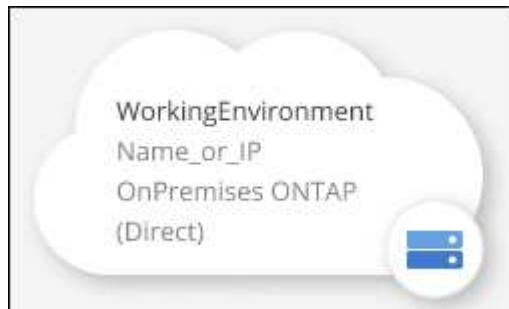 WorkingEnvironment
Name_or_IP
OnPremises ONTAP
(Direct)